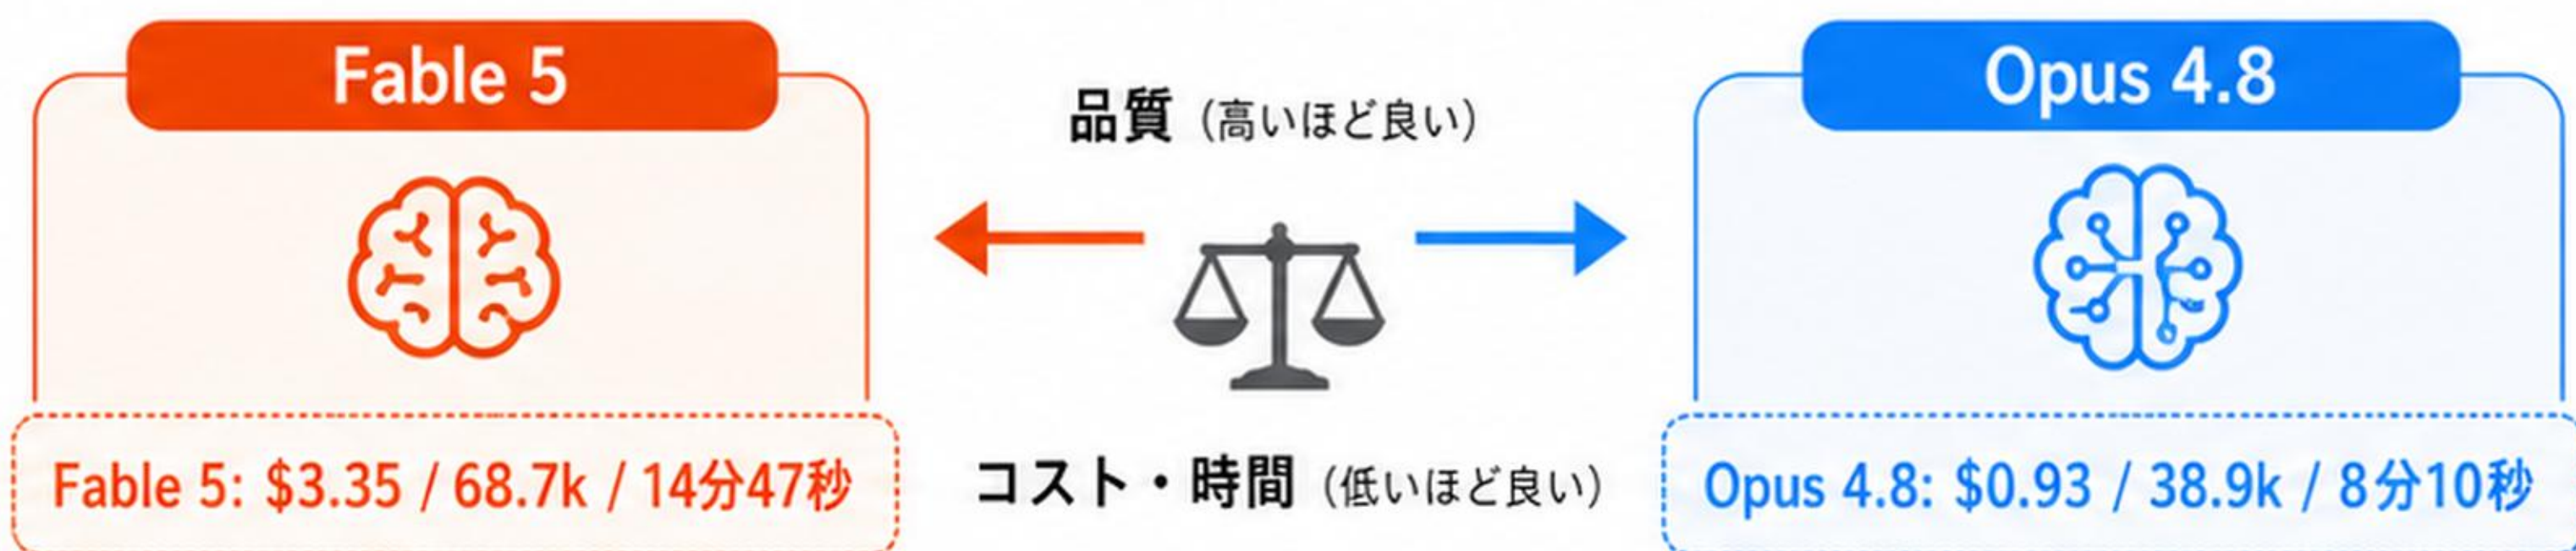 Fable 5
品質（高いほど良い）
Opus 4.8
Fable 5: $3.35 / 68.7k / 14分47秒
コスト・時間（低いほど良い）
Opus 4.8: $0.93 / 38.9k / 8分10秒